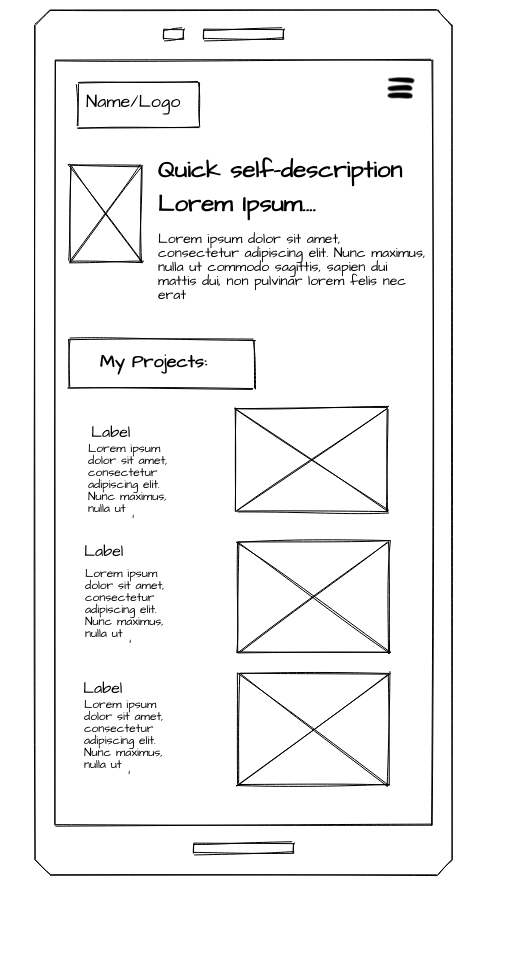 Name/Logo
Quick self-description
Lorem Ipsum....
Lorem ipsum dolor sit amet,
consectetur adipiscing elit. Nunc maximus,
nulla ut commodo sagittis, sapien dui
mattis dui, non pulvinar lorem felis nec
erat
My Projects:
Label
Lorem ipsum
dolor sit amet,
consectetur
adipiscing elit.
Nunc maximus,
nulla ut ,
Label
Lorem ipsum
dolor sit amet,
consectetur
adipiscing elit.
Nunc maximus,
nulla ut ,
Label
Lorem ipsum
dolor sit amet,
consectetur
adipiscing elit.
Nunc maximus,
nulla ut ,